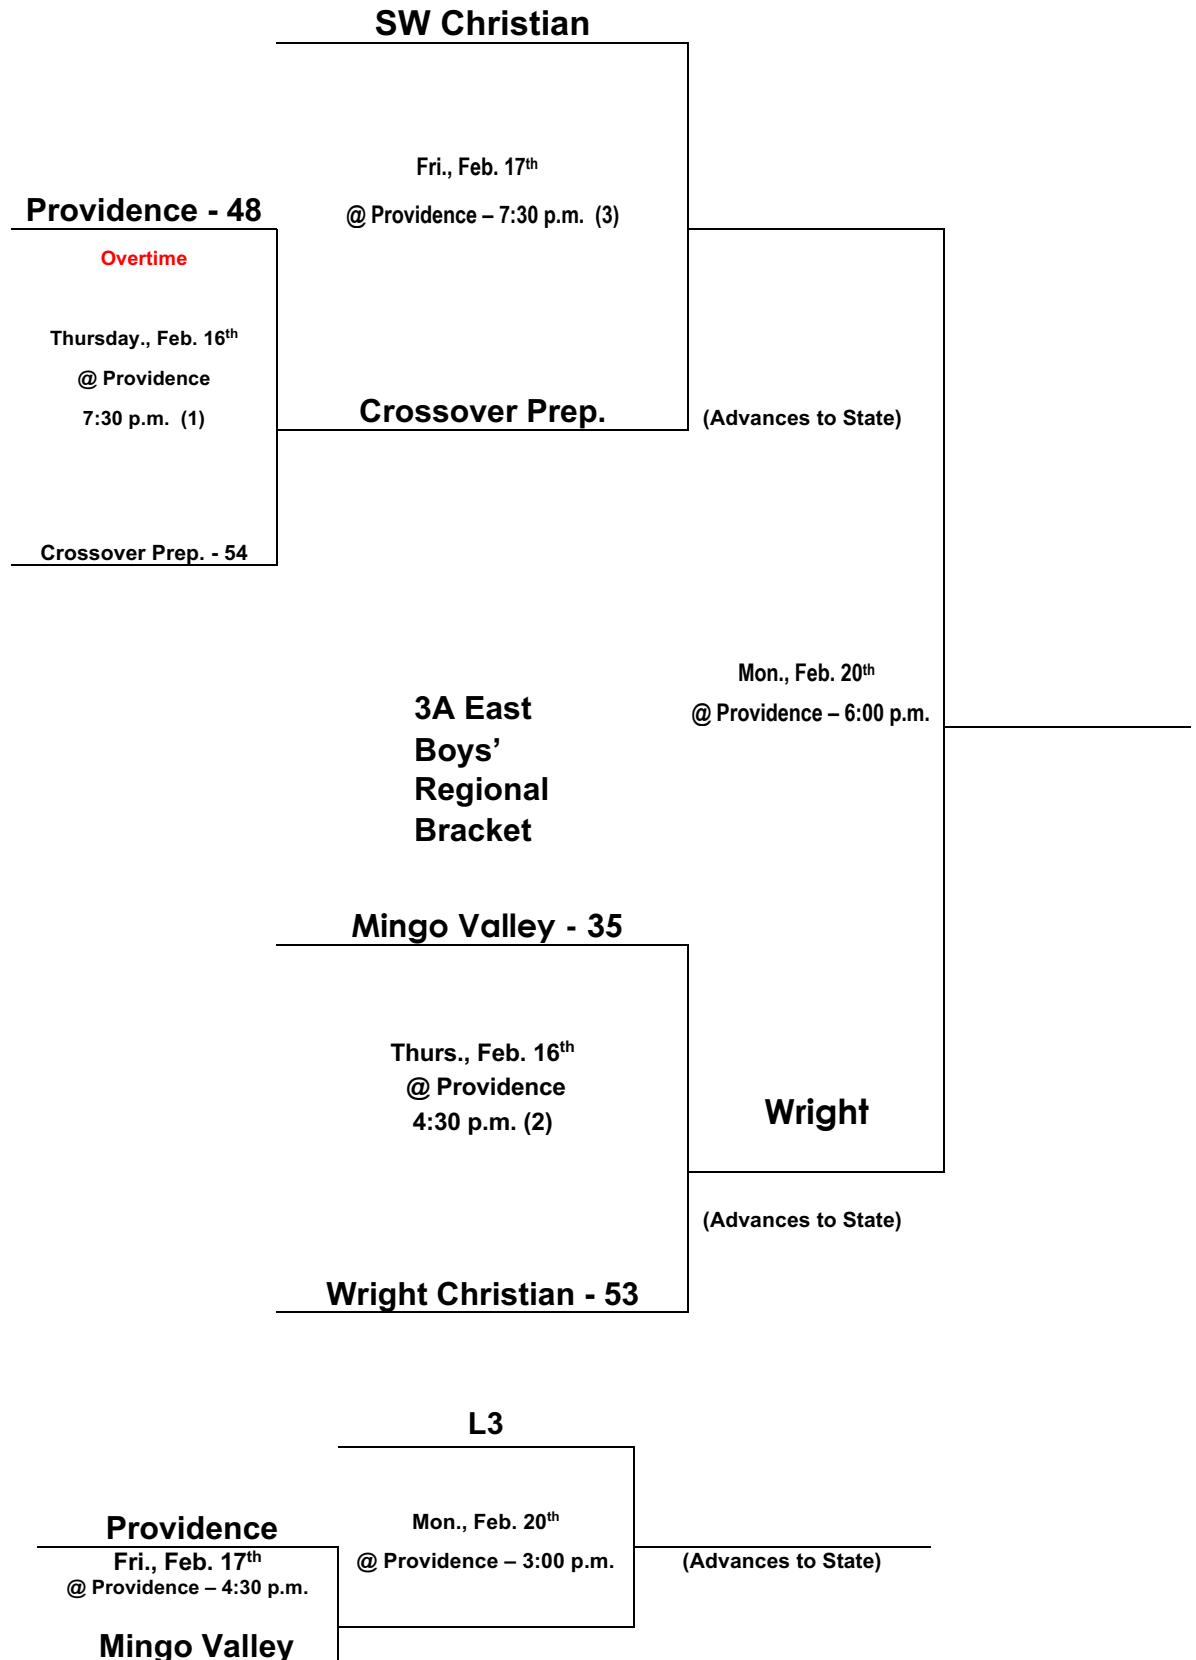 SW Christian
Fri., Feb. 17th
@ Providence – 7:30 p.m. (3)
Providence - 48
Overtime
Thursday., Feb. 16th
@ Providence
7:30 p.m. (1)
Crossover Prep.
(Advances to State)
Crossover Prep. - 54
Mon., Feb. 20th
@ Providence – 6:00 p.m.
3A East
Boys’
Regional
Bracket
Mingo Valley - 35
Thurs., Feb. 16th
@ Providence
4:30 p.m. (2)
Wright
(Advances to State)
Wright Christian - 53
L3
Mon., Feb. 20th
@ Providence – 3:00 p.m.
(Advances to State)
Providence
Fri., Feb. 17th
@ Providence – 4:30 p.m.
Mingo Valley